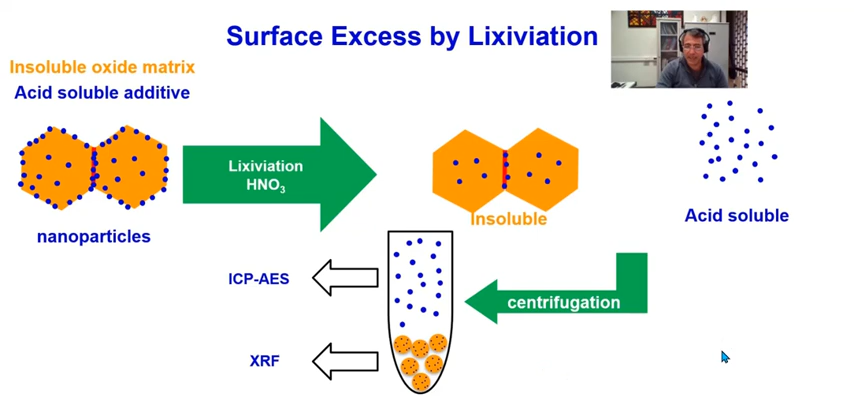 Surface Excess by Lixiviation
Insoluble oxide matrix
Acid soluble additive
Lixiviation
HNO₃
Insoluble
Acid soluble
nanoparticles
ICP-AES
centrifugation
XRF